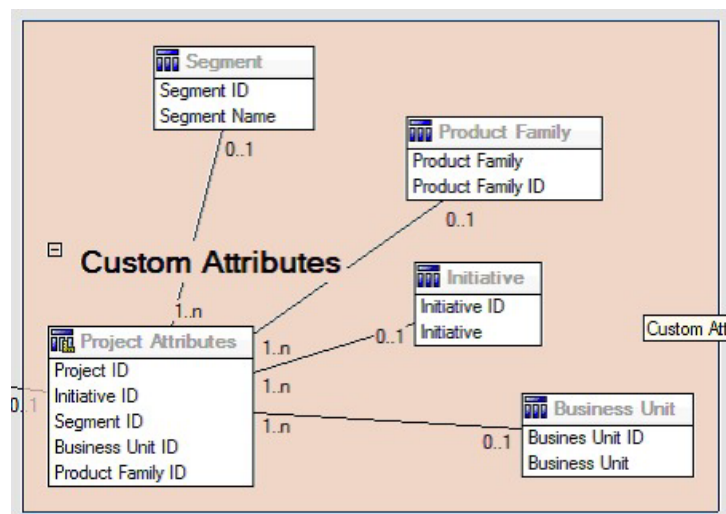 Segment
Segment ID
Segment Name
0..1
Product Family
Product Family
Product Family ID
0..1
Custom Attributes
Initiative
Initiative ID
Initiative
0..1
1..n
Project Attributes
Project ID
Initiative ID
Segment ID
Business Unit ID
Product Family ID
1..n
1..n
1..n
0..1
Custom Att
Business Unit
Busines Unit ID
Business Unit
0..1